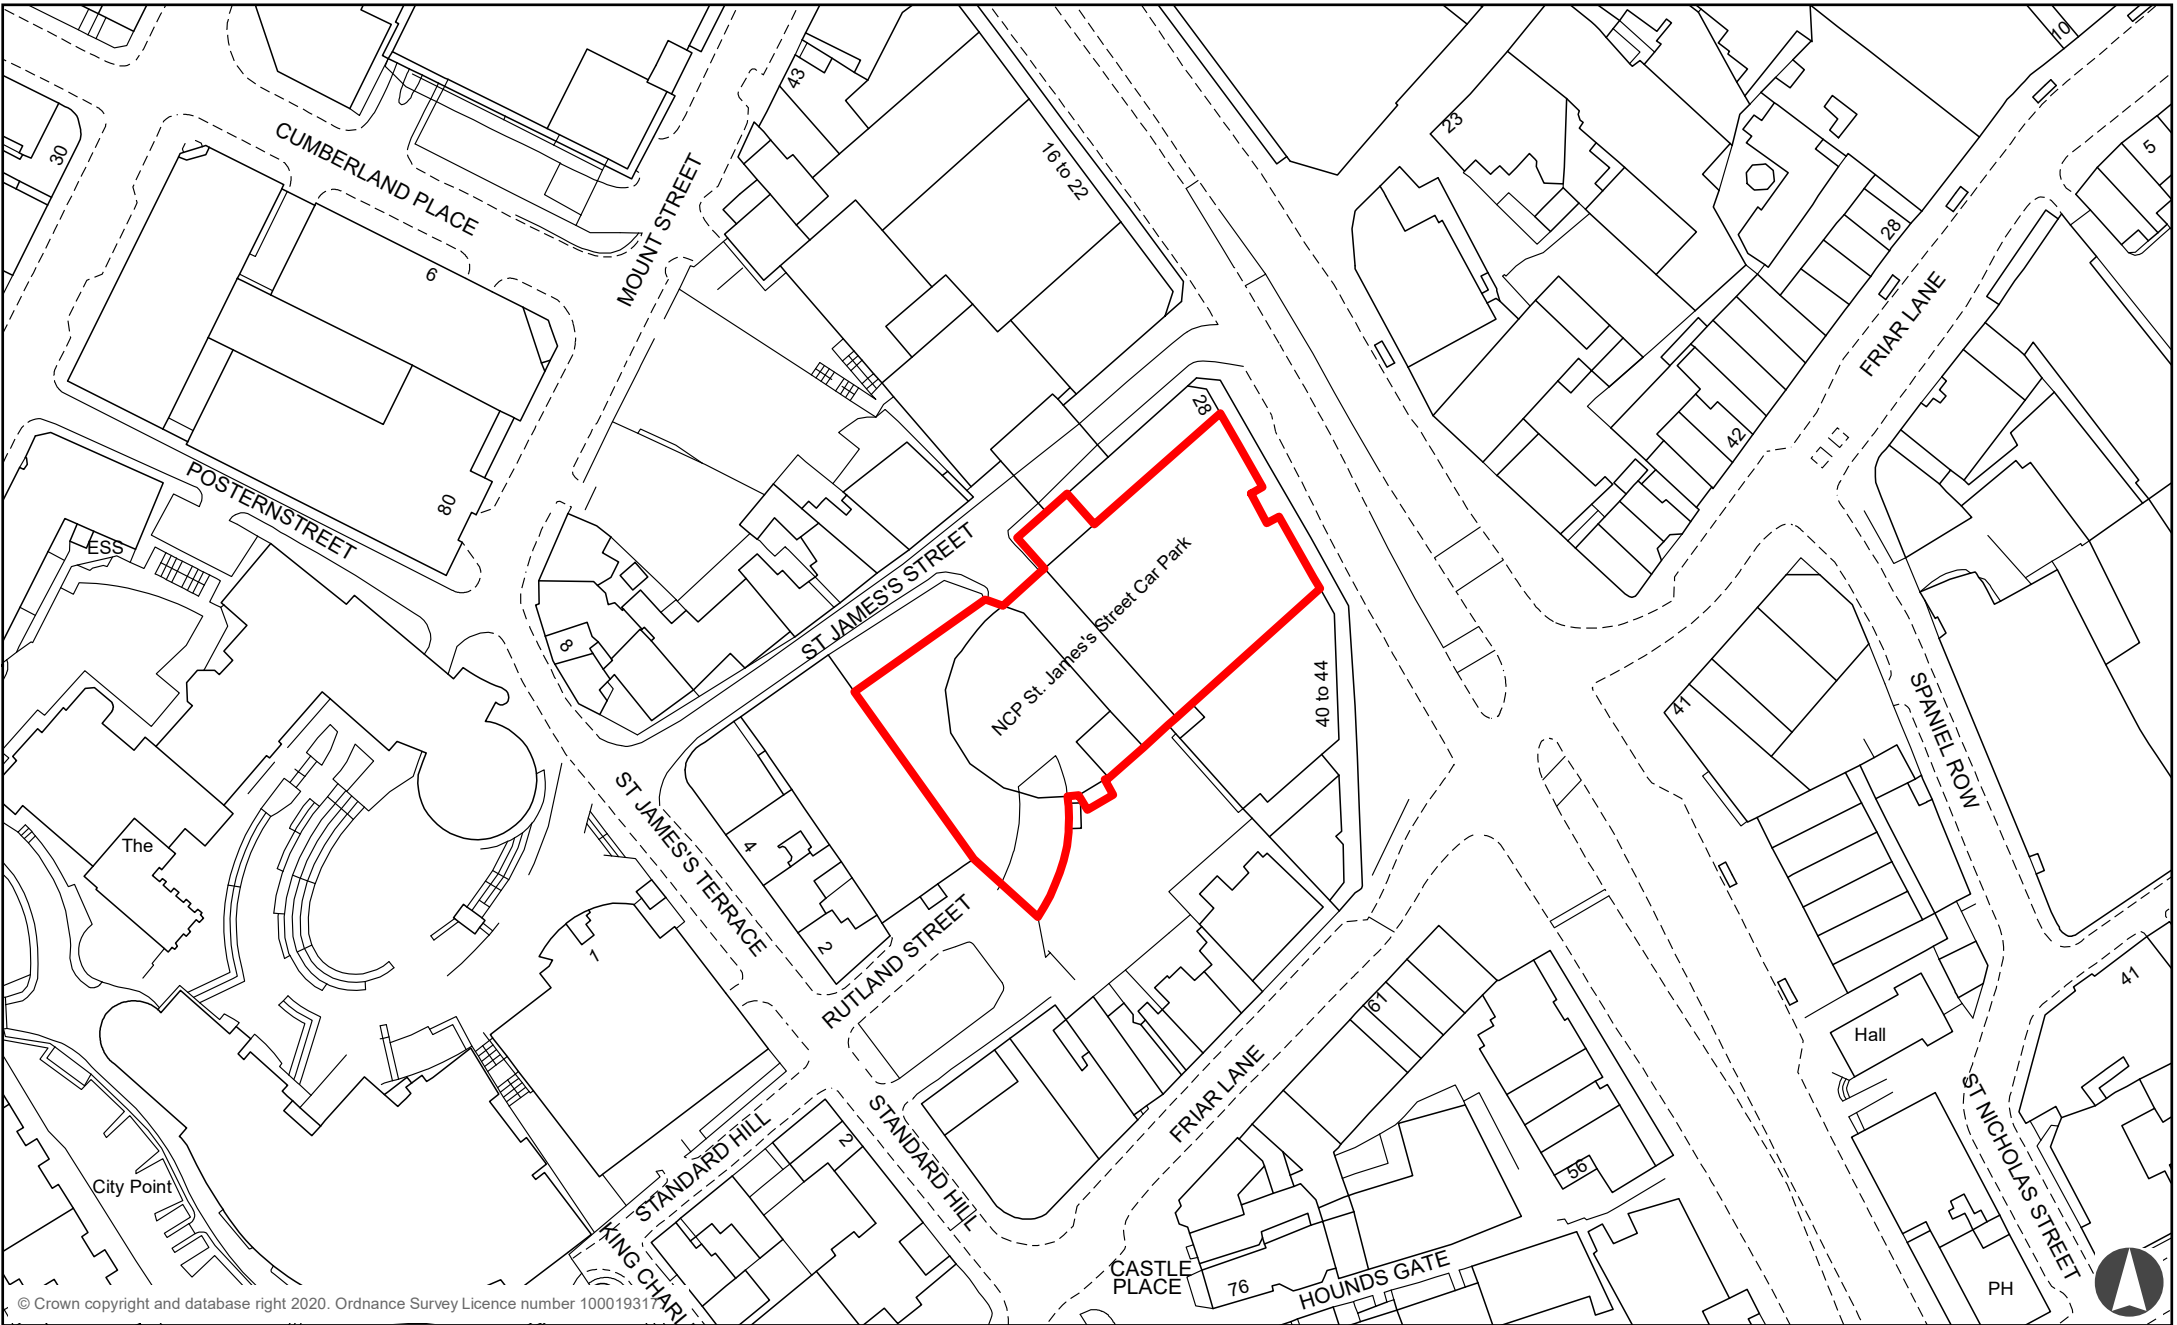 43
10
30
CUMBERLAND PLACE
23
5
16 to 22
MOUNT STREET
28
6
FRIAR LANE
28
42
POSTERNSTREET
80
ESS
ST JAMES'S STREET
NCP St. James's Street Car Park
8
40 to 44
41
SPANIEL ROW
ST JAMES'S TERRACE
The
4
2
1
RUTLAND STREET
61
41
Hall
FRIAR LANE
STANDARD HILL
STANDARD HILL
2
ST NICHOLAS STREET
56
City Point
KING CHARL
CASTLE
PLACE
76
HOUNDS GATE
PH
© Crown copyright and database right 2020. Ordnance Survey Licence number 100019317